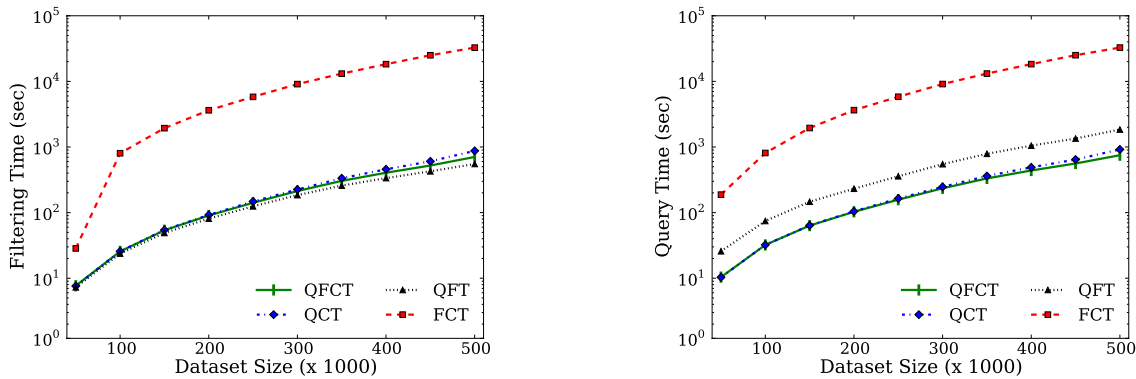 Filtering Time (sec)
10^5
10^4
10^3
10^2
10^1
10^0
QFCT
QCT
QFT
FCT
100 200 300 400 500
Dataset Size (x 1000)
Query Time (sec)
10^5
10^4
10^3
10^2
10^1
10^0
QFCT
QCT
QFT
FCT
100 200 300 400 500
Dataset Size (x 1000)